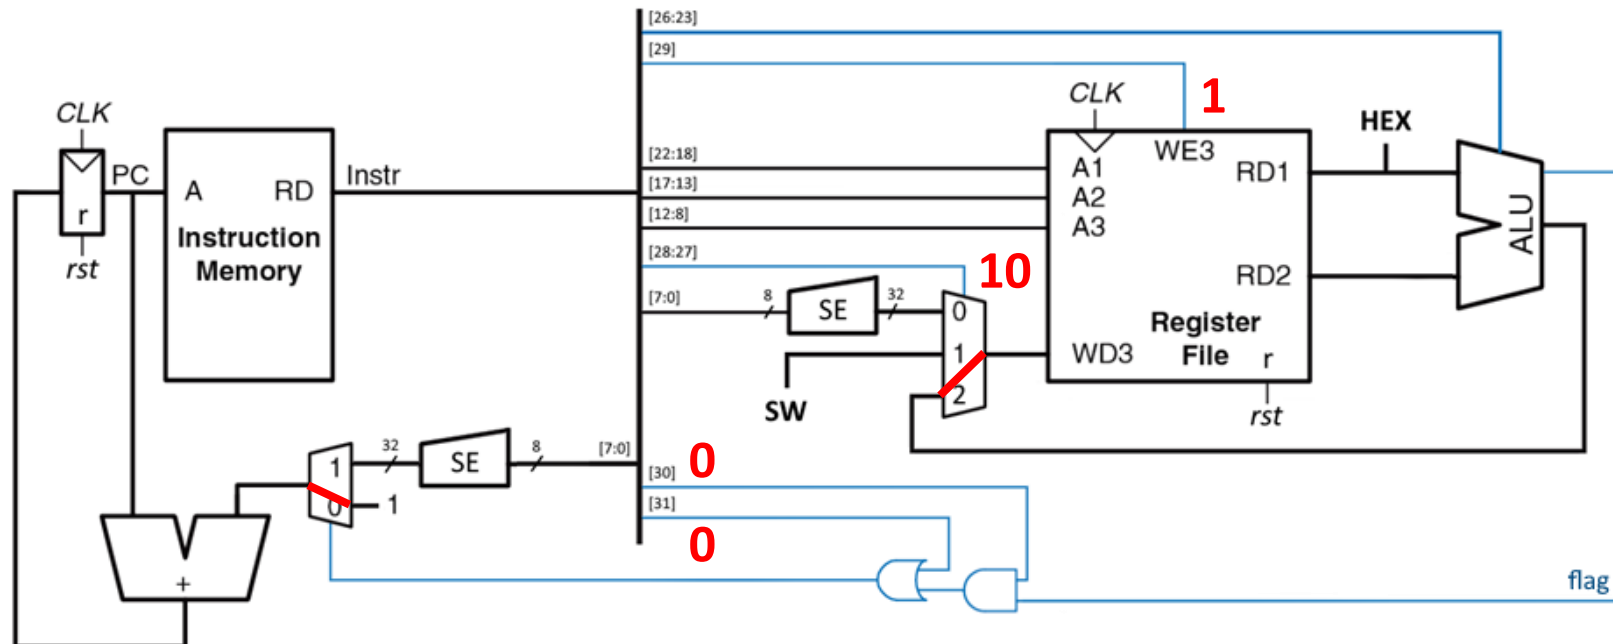 [26:23]
[29]
1
CLK
CLK
HEX
WE3
[22:18]
A1
RD1
PC
A
RD
Instr
[17:13]
A2
r
[12:8]
A3
ALU
Instruction
Memory
rst
[28:27]
10
RD2
[7:0]
8
SE
32
0
Register
File
r
1
WD3
2
SW
rst
1
32
SE
8
[7:0]
[30]
0
0
1
[31]
0
+
flag